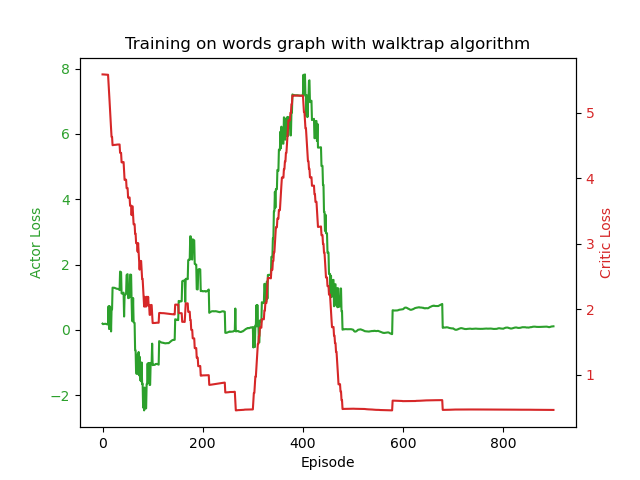 Training on words graph with walktrap algorithm
8
6
4
2
0
−2
Actor Loss
5
4
3
2
1
Critic Loss
0 200 400 600 800
Episode